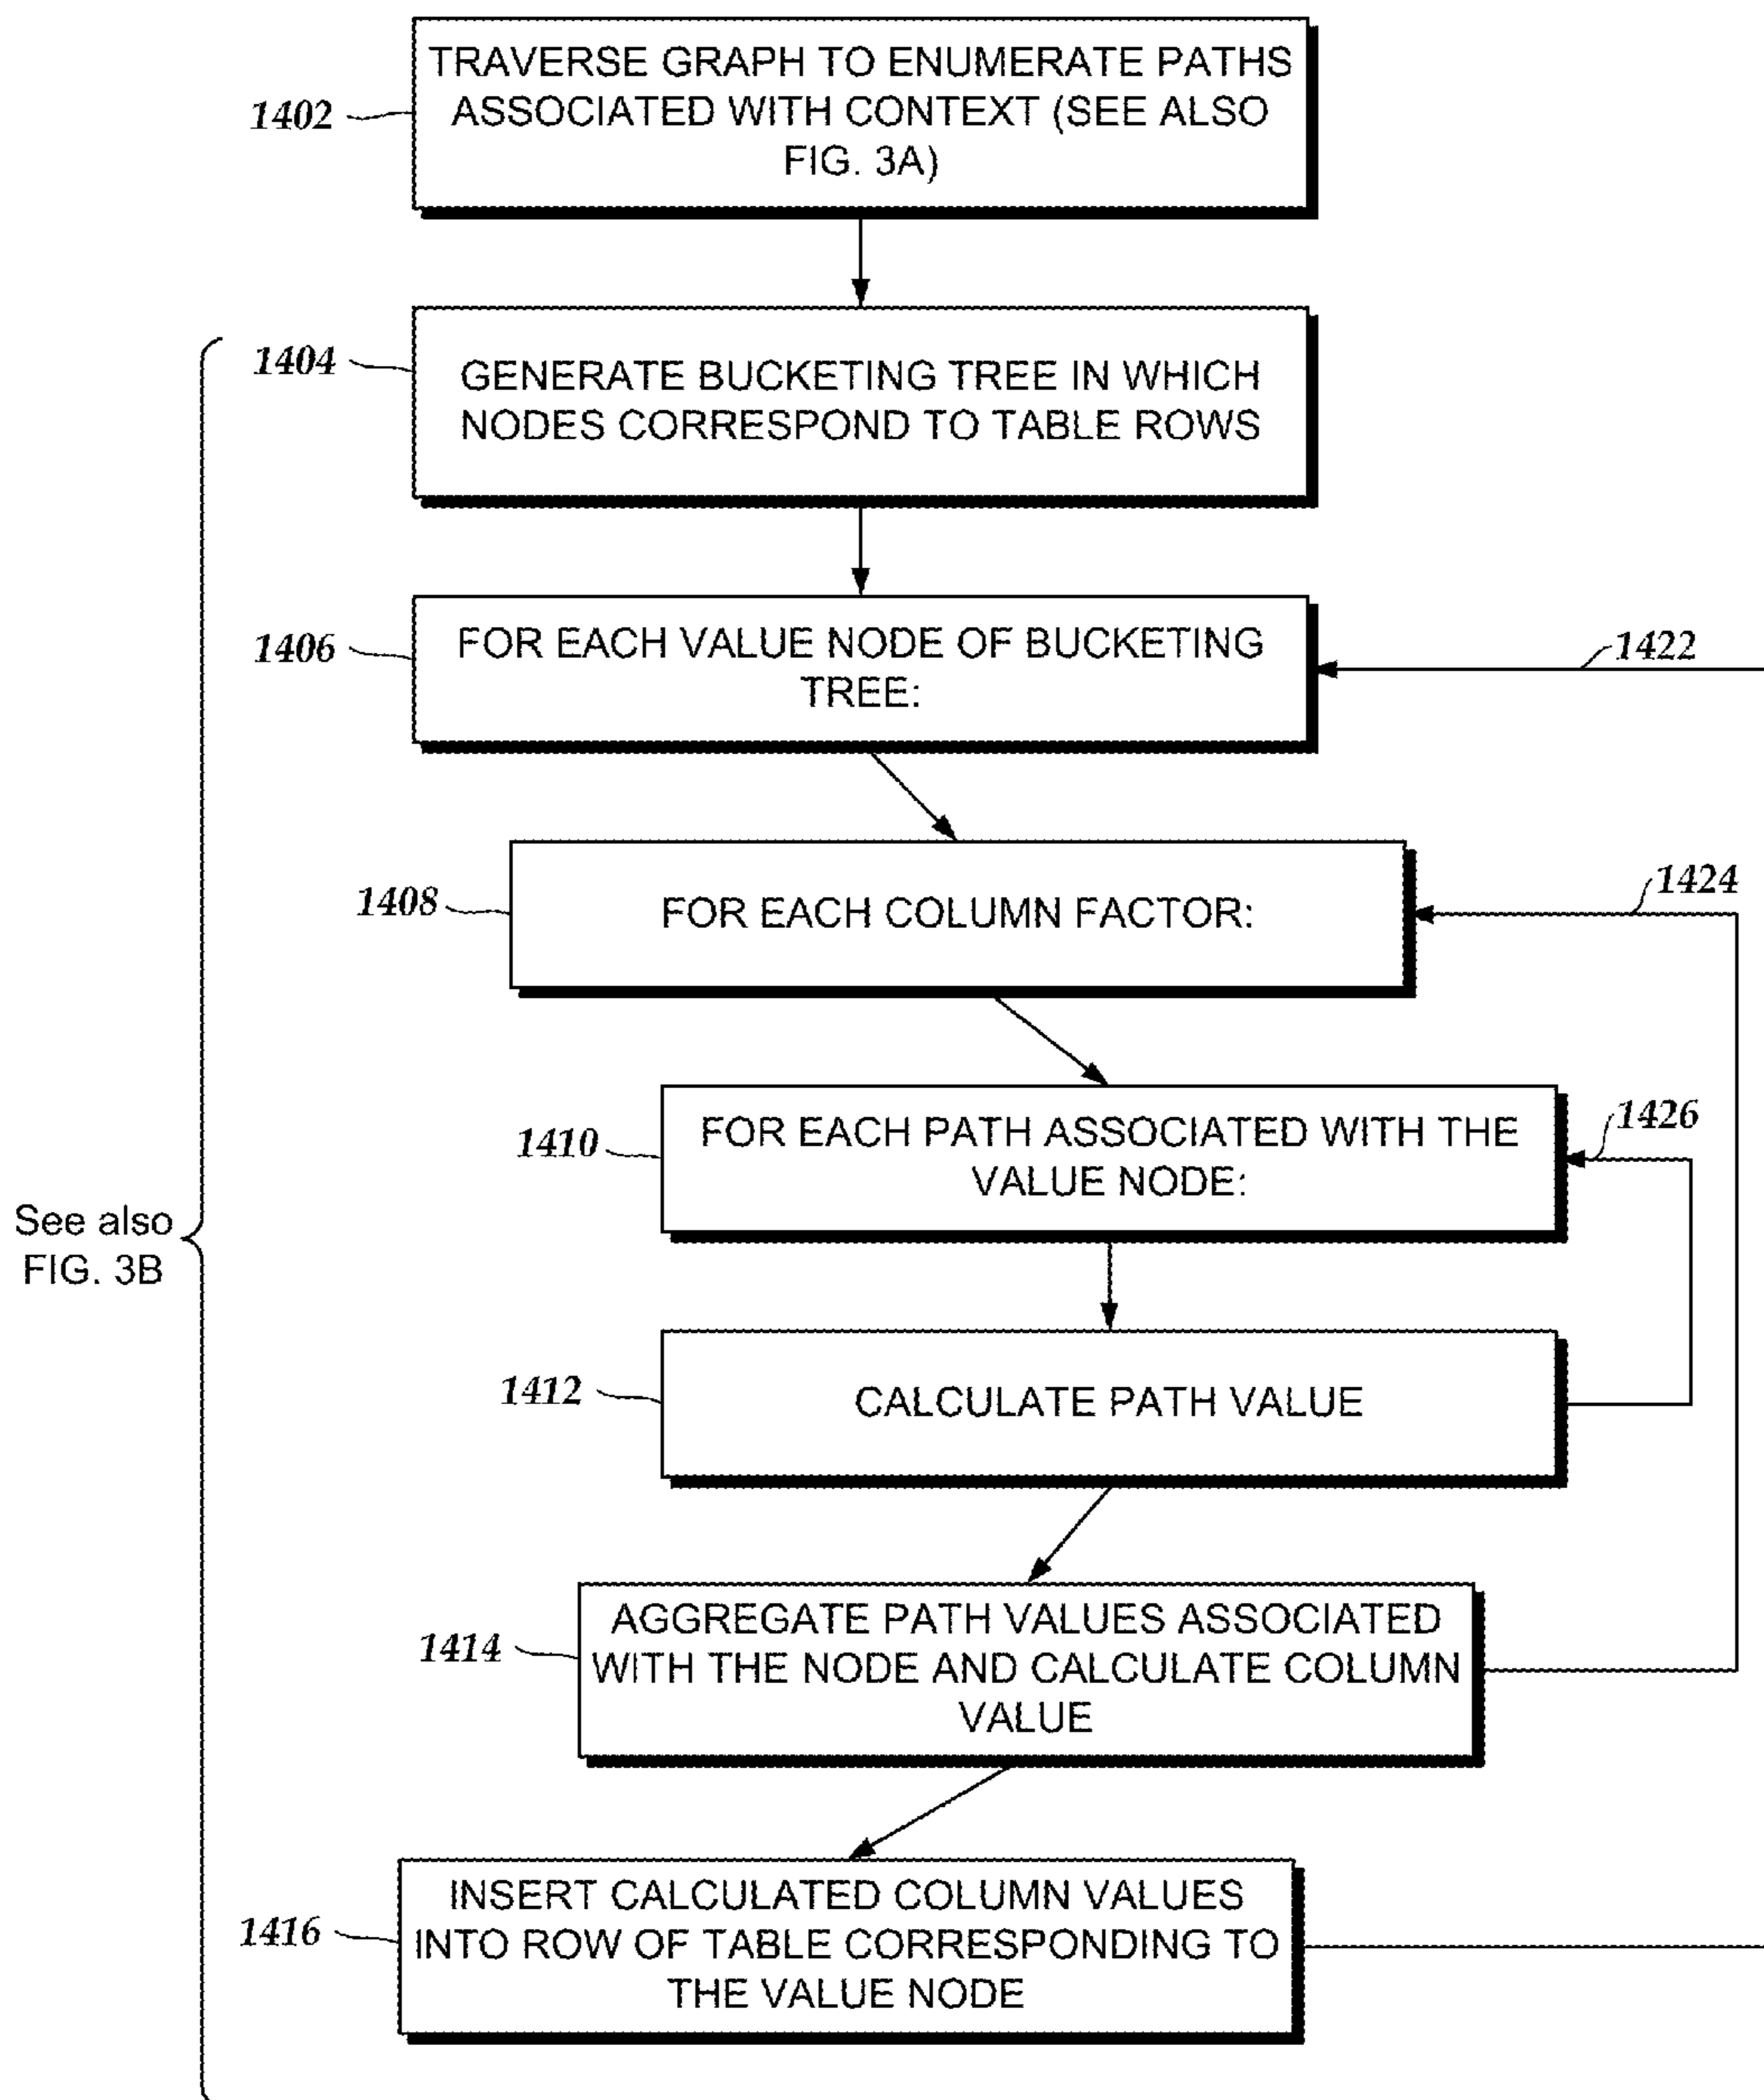 1402
TRAVERSE GRAPH TO ENUMERATE PATHS
ASSOCIATED WITH CONTEXT (SEE ALSO
FIG. 3A)
1404
GENERATE BUCKETING TREE IN WHICH
NODES CORRESPOND TO TABLE ROWS
1406
FOR EACH VALUE NODE OF BUCKETING
TREE:
1422
1408
FOR EACH COLUMN FACTOR:
1424
1410
FOR EACH PATH ASSOCIATED WITH THE
VALUE NODE:
1426
See also
FIG. 3B
1412
CALCULATE PATH VALUE
1414
AGGREGATE PATH VALUES ASSOCIATED
WITH THE NODE AND CALCULATE COLUMN
VALUE
1416
INSERT CALCULATED COLUMN VALUES
INTO ROW OF TABLE CORRESPONDING TO
THE VALUE NODE